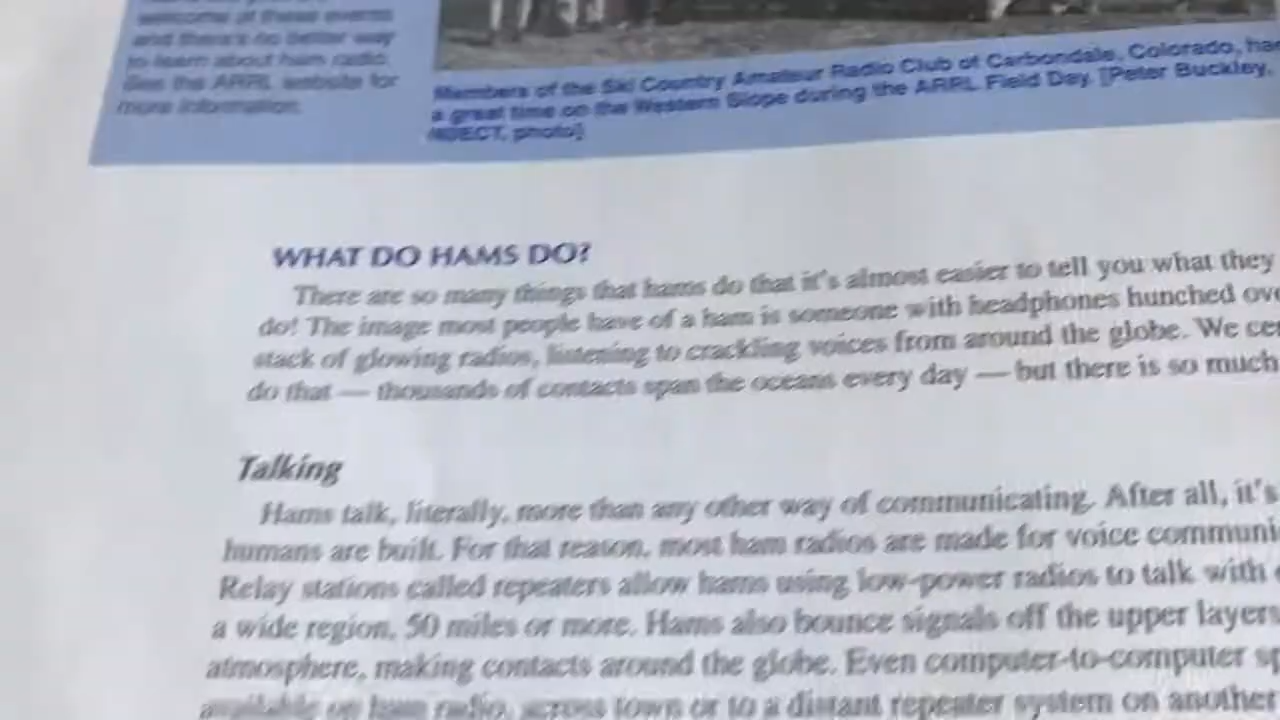 welcome at these events
and there's no better way
to learn about ham radio.
See the ARRL website for
more information.
Members of the Ski Country Amateur Radio Club of Carbondale, Colorado, had
a great time on the Western Slope during the ARRL Field Day. [Peter Buckley,
photo]
WHAT DO HAMS DO?
There are so many things that hams do that it's almost easier to tell you what they
do! The image most people have of a ham is someone with headphones hunched
stack of glowing radios, listening to crackling voices from around the globe. We
do that — thousands of contacts span the oceans every day — but there is so much
Talking
Hams talk, literally, more than any other way of communicating. After all, it's
humans are built. For that reason, most ham radios are made for voice
Relay stations called repeaters allow hams using low-power radios to talk with
a wide region, 50 miles or more. Hams also bounce signals off the upper layers
atmosphere, making contacts around the globe. Even computer-to-computer
available on ham radio, across town or to a distant repeater system on another